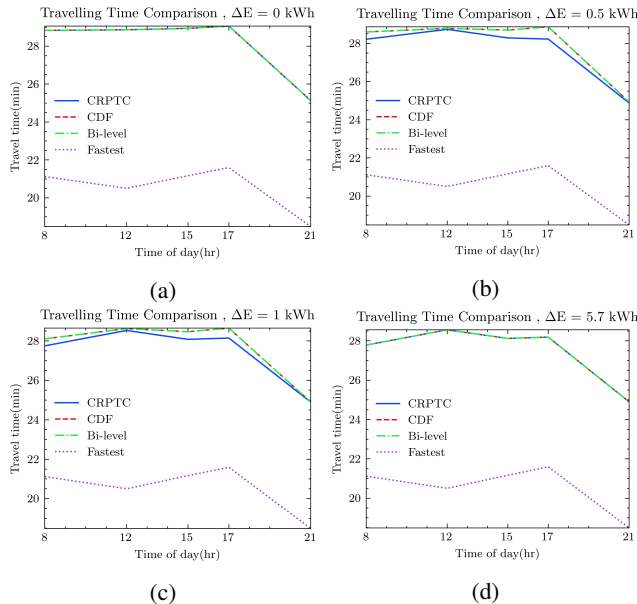 Travelling Time Comparison , ΔE = 0 kWh
28
26
24
22
20
Travel time(min)
CRPTC
CDF
Bi-level
Fastest
8
12
15
17
21
Time of day(hr)
(a)
Travelling Time Comparison , ΔE = 0.5 kWh
28
26
24
22
20
Travel time(min)
CRPTC
CDF
Bi-level
Fastest
8
12
15
17
21
Time of day(hr)
(b)
Travelling Time Comparison , ΔE = 1 kWh
28
26
24
22
20
Travel time(min)
CRPTC
CDF
Bi-level
Fastest
8
12
15
17
21
Time of day(hr)
(c)
Travelling Time Comparison , ΔE = 5.7 kWh
28
26
24
22
20
Travel time(min)
CRPTC
CDF
Bi-level
Fastest
8
12
15
17
21
Time of day(hr)
(d)